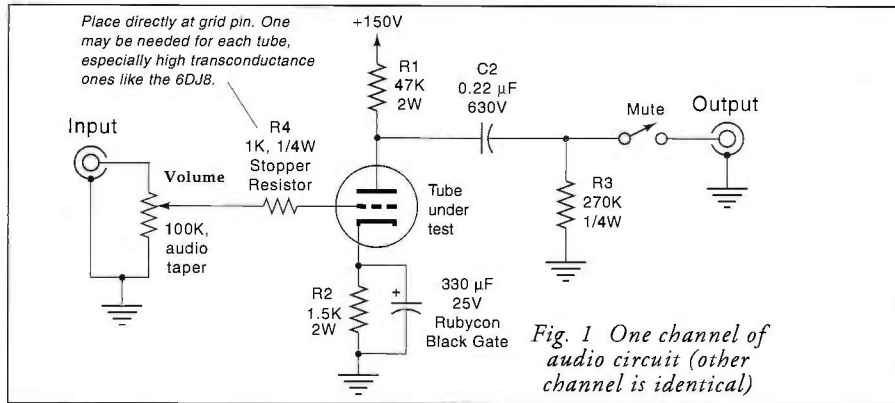 Place directly at grid pin. One
may be needed for each tube,
especially high transconductance
ones like the 6DJ8.
+150V
R1
47K
2W
C2
0.22 µF
630V
Mute
Output
Input
R4
1K, 1/4W
Stopper
Resistor
Volume
100K,
audio
taper
Tube
under
test
R3
270K
1/4W
R2
1.5K
2W
+
330 µF
25V
Rubycon
Black Gate
Fig. 1 One channel of
audio circuit (other
channel is identical)